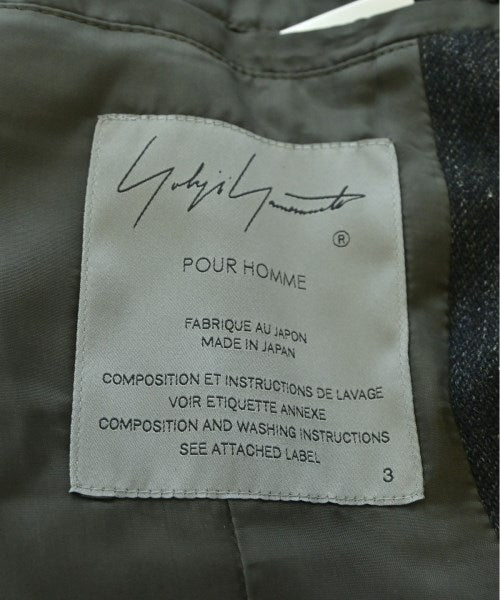 Yohji Yamamoto
®
POUR HOMME
FABRIQUE AU JAPON
MADE IN JAPAN
COMPOSITION ET INSTRUCTIONS DE LAVAGE
VOIR ETIQUETTE ANNEXE
COMPOSITION AND WASHING INSTRUCTIONS
SEE ATTACHED LABEL
3